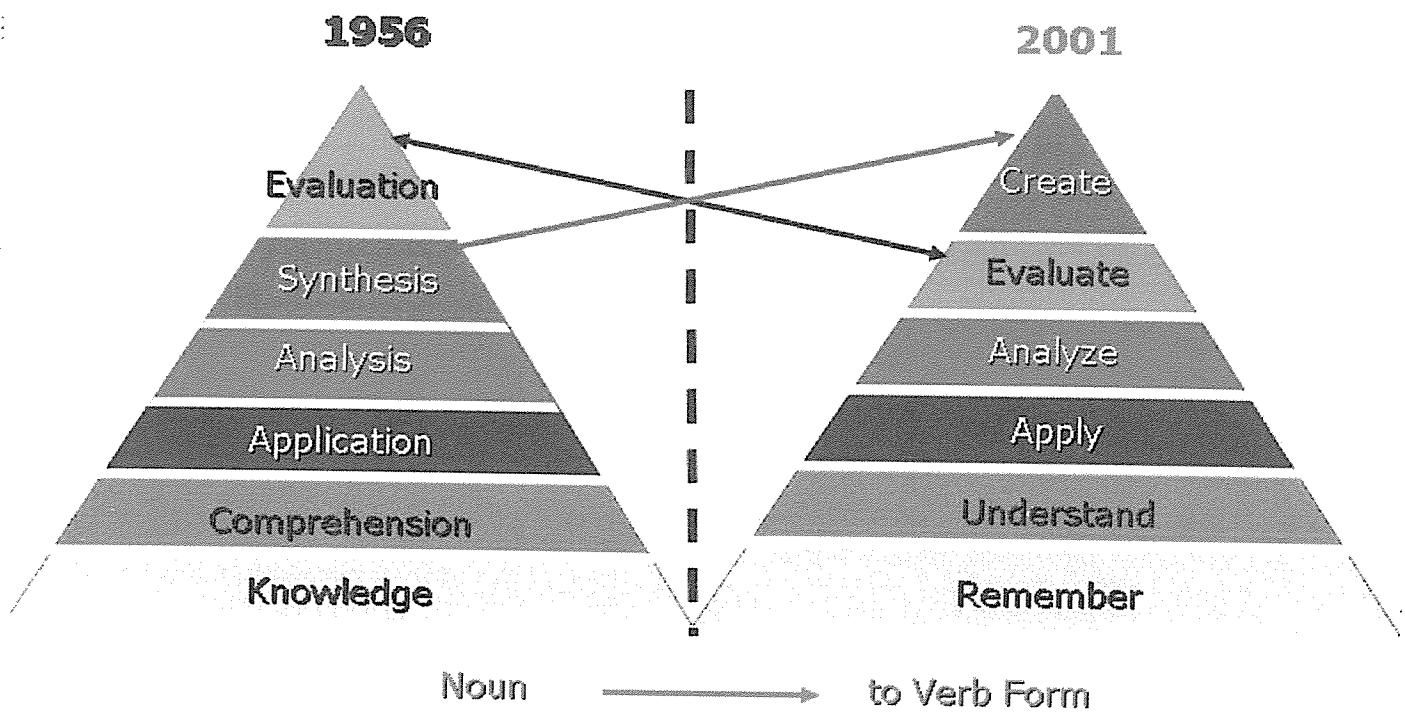 1956
Evaluation
Synthesis
Analysis
Application
Comprehension
Knowledge
2001
Create
Evaluate
Analyze
Apply
Understand
Remember
Noun to Verb Form